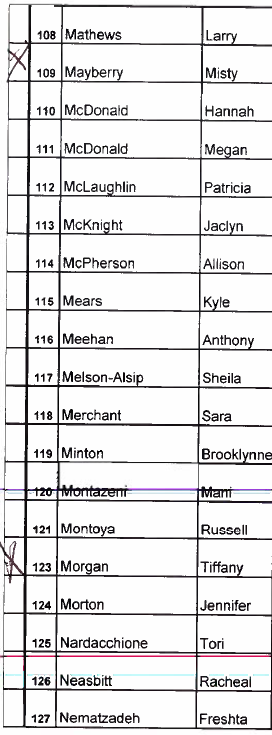 108 Mathews Larry
109 Mayberry Misty
110 McDonald Hannah
111 McDonald Megan
112 McLaughlin Patricia
113 McKnight Jaclyn
114 McPherson Allison
115 Mears Kyle
116 Meehan Anthony
117 Melson-Alsip Sheila
118 Merchant Sara
119 Minton Brooklynne
120 Montazeni Mani
121 Montoya Russell
123 Morgan Tiffany
124 Morton Jennifer
125 Nardacchione Tori
126 Neasbitt Racheal
127 Nematzadeh Freshta